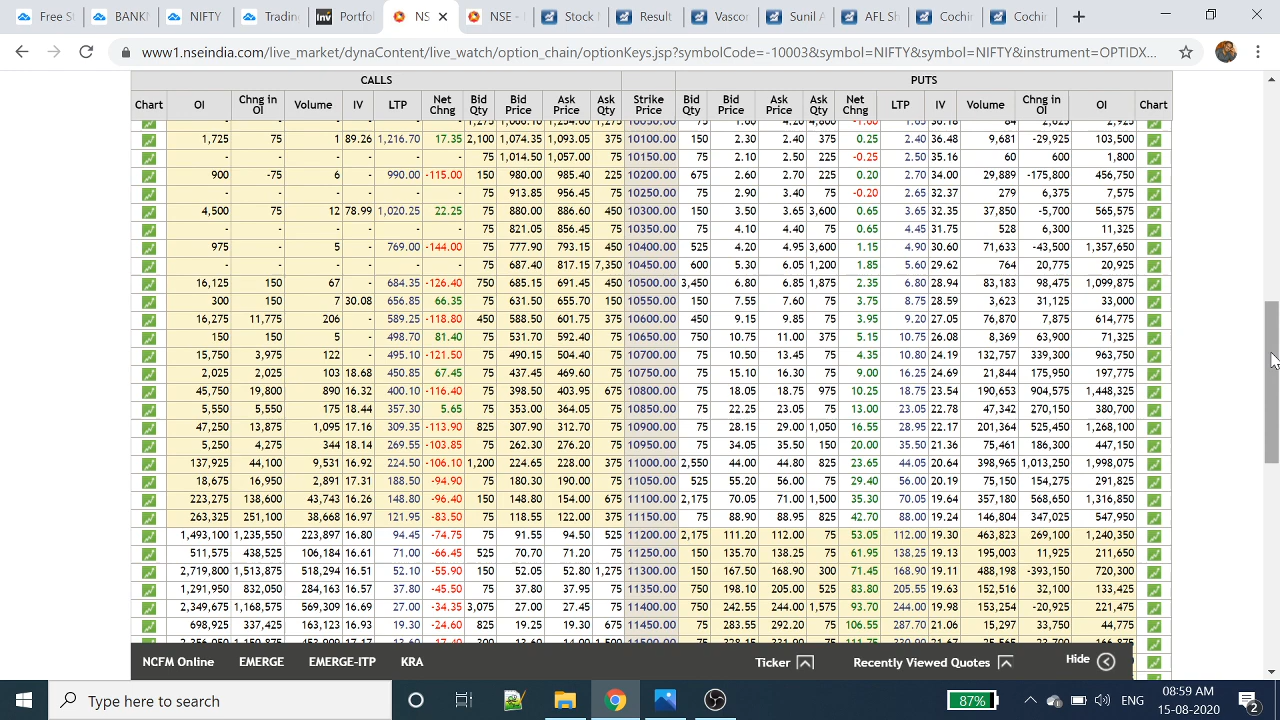 Free S
BANK
NIFTY
Tradin
Portfo
NS
NSE -
Stock
Result
Vasco
Sunil A
AFL Sh
Cochir
Cochi
www1.nseindia.com/live_market/dynaContent/live_watch/option_chain/optionKeys.jsp?symbolCode=-10003&symbol=NIFTY&symbol=NIFTY&instrument=OPTIDX...
CALLS PUTS
Chart OI Chng in OI Volume IV LTP Net Chng Bid Qty Bid Price Ask Price Ask Qty Strike Price Bid Qty Bid Price Ask Price Ask Qty Net Chng LTP IV Volume Chng in OI OI Chart
1,725 75 1 89.26 1,216.70 17.35 2,100 1,074.35 1,093.05 375 10100.00 150 2.30 2.40 375 0.25 2.40 36.48 9,681 -29,925 103,500
- - - - - - 75 1,014.50 1,057.00 75 10150.00 75 2.10 2.50 225 -0.25 2.50 35.16 60 600 1,800
900 -75 6 - 990.00 -115.00 150 980.00 985.40 225 10200.00 675 2.60 2.70 225 0.20 2.70 34.00 29,889 -175,800 456,750
- - - - - - 75 913.85 956.45 75 10250.00 75 2.90 3.40 75 -0.20 2.65 32.37 279 6,375 7,575
4,500 75 12 78.99 1,020.25 22.25 75 880.00 886.60 450 10300.00 150 3.50 3.65 3,600 0.65 3.65 32.35 37,850 -5,700 565,575
- - - - - - 75 821.05 856.45 75 10350.00 75 4.10 4.40 75 0.65 4.45 31.75 528 6,300 11,325
975 - 5 - 769.00 -144.00 75 777.90 793.15 450 10400.00 525 4.20 4.95 3,600 1.15 4.90 30.60 71,633 -43,500 1,357,650
- - - - - - 75 687.40 817.15 7,350 10450.00 600 5.30 6.05 1,200 1.85 5.60 29.62 764 20,775 20,925
16,125 150 67 - 684.35 -126.40 750 685.15 691.45 450 10500.00 3,450 6.80 6.85 1,875 2.35 6.80 28.94 83,183 98,475 1,099,875
300 150 7 30.08 656.85 66.35 75 631.50 655.70 150 10550.00 150 7.55 7.60 75 3.75 8.75 28.59 3,623 31,125 33,000
16,275 11,775 206 - 589.25 -118.80 450 588.50 601.75 375 10600.00 450 9.15 9.85 75 3.95 9.20 27.05 76,870 7,875 614,775
150 150 5 - 498.70 81.40 75 531.70 592.40 75 10650.00 750 10.75 11.00 375 5.15 10.75 26.08 8,369 63,900 71,325
15,750 3,975 122 - 495.10 -121.50 75 490.15 504.40 75 10700.00 75 10.50 13.45 75 4.35 10.80 24.19 132,757 339,300 963,750
2,025 2,025 103 18.68 450.85 67.45 75 437.45 469.60 75 10750.00 75 15.10 16.30 75 9.00 16.25 24.69 21,844 175,950 197,775
45,750 19,800 890 16.32 400.10 -116.40 75 398.40 403.95 675 10800.00 75 18.05 18.75 975 10.25 18.75 23.54 190,653 904,575 1,448,325
5,550 5,550 175 18.44 357.30 5.65 75 353.00 364.05 75 10850.00 75 22.25 23.05 75 13.00 23.05 22.78 47,342 270,150 380,700
47,250 13,875 1,095 17.16 309.35 -113.90 825 307.90 312.70 75 10900.00 75 28.15 29.00 1,050 16.55 28.95 22.17 201,364 525,450 1,268,100
5,250 4,275 344 18.14 269.55 -103.85 75 262.30 276.20 75 10950.00 75 34.05 35.50 150 20.00 35.50 21.36 75,461 186,300 447,150
137,925 44,100 9,531 16.92 224.50 -106.10 1,200 224.65 228.00 375 11000.00 2,550 44.00 44.80 825 23.65 44.05 20.64 398,965 1,013,250 1,998,075
18,675 16,950 2,891 17.31 188.50 -94.90 75 180.30 190.00 75 11050.00 525 55.20 56.00 75 29.40 56.00 20.19 75,150 154,275 291,825
223,275 138,600 43,743 16.26 148.80 -96.40 150 148.80 154.00 675 11100.00 2,175 70.05 71.00 1,500 35.30 70.05 19.64 357,180 568,650 1,316,850
263,325 251,100 38,668 16.97 121.95 -83.50 75 118.55 122.00 375 11150.00 75 88.90 88.95 825 42.70 88.00 19.24 146,804 347,025 547,950
1,493,100 1,235,550 223,897 16.80 94.45 -74.75 75 91.55 94.50 525 11200.00 2,175 111.20 112.00 75 53.05 112.00 19.30 463,823 269,100 1,240,350
511,575 438,525 106,184 16.61 71.00 -66.45 525 70.70 71.20 75 11250.00 150 135.70 138.25 150 61.95 138.25 19.13 195,003 11,925 211,650
2,719,800 1,513,875 518,294 16.51 52.10 -55.90 150 52.05 52.80 1,275 11300.00 150 167.50 168.90 300 71.45 168.90 19.11 488,198 -393,150 720,300
1,291,950 832,050 284,163 16.57 37.80 -45.50 75 37.80 37.95 75 11350.00 750 198.10 205.00 525 83.80 205.55 19.63 152,516 32,100 133,800
2,349,675 1,168,575 569,309 16.69 27.00 -34.35 3,075 27.00 27.45 75 11400.00 750 242.55 244.00 1,575 93.70 244.00 19.98 153,254 -20,925 221,475
698,925 337,425 163,123 16.93 19.30 -24.60 825 19.25 19.30 525 11450.00 75 283.55 292.20 75 106.55 287.70 21.06 15,297 33,750 44,775
NCFM Online EMERGE EMERGE-ITP KRA Ticker Recently Viewed Quotes Hide
Type here to search 87% ENG 08:59 AM
15-08-2020 2